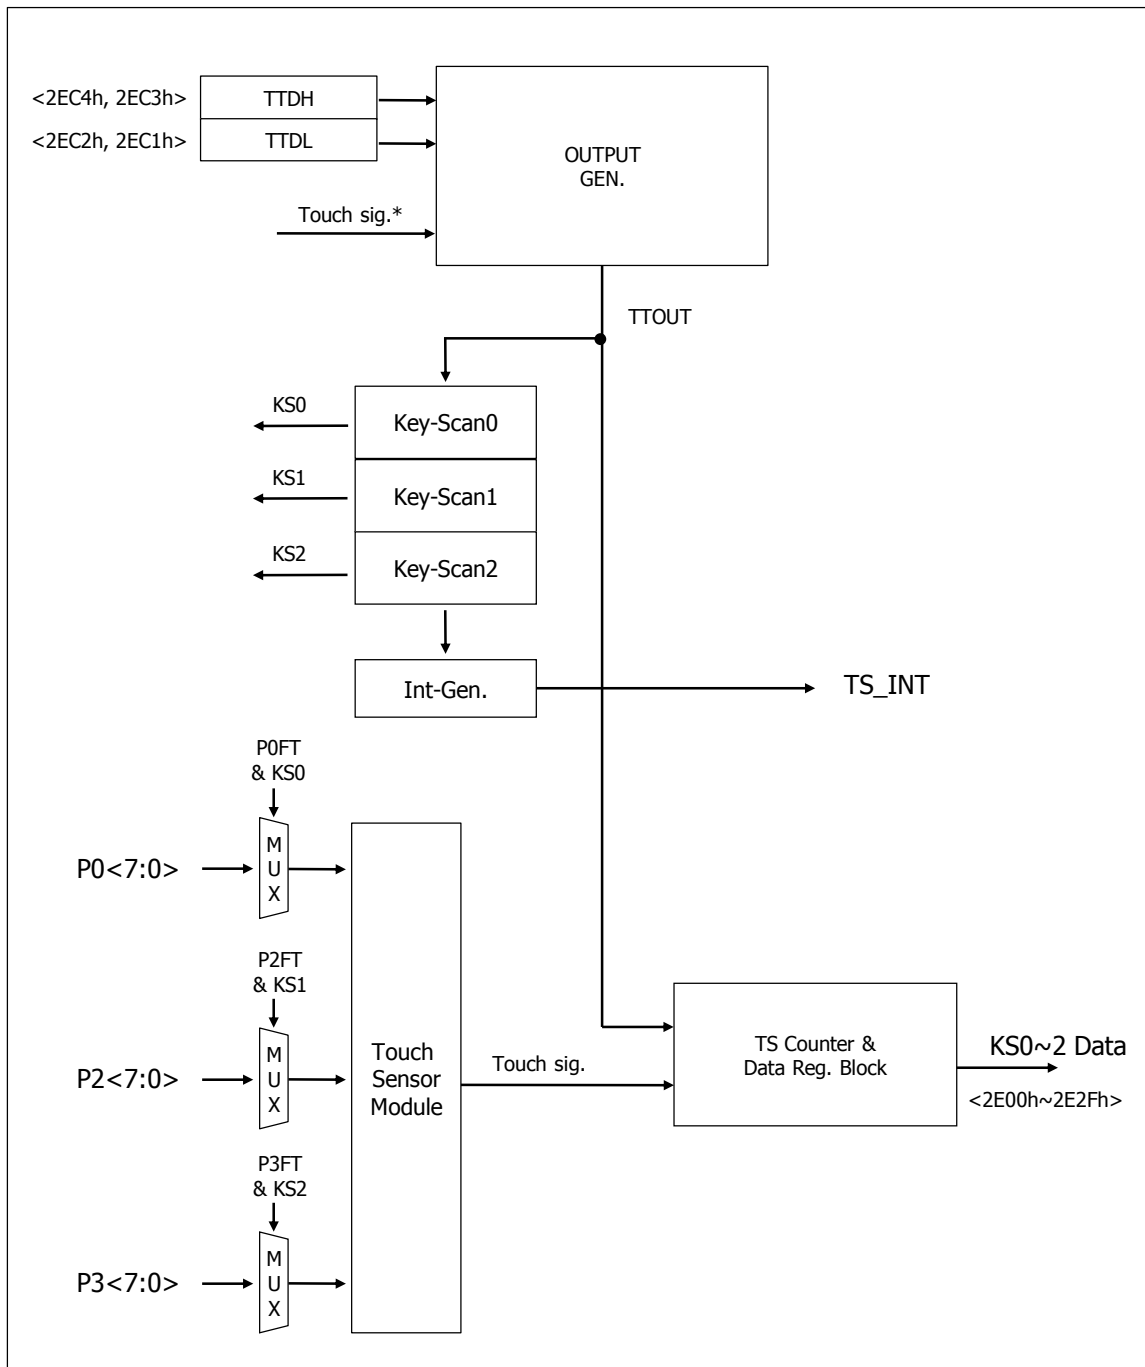 <2EC4h, 2EC3h>
TTDH
<2EC2h, 2EC1h>
TTDL
OUTPUT
GEN.
Touch sig.*
TTOUT
KS0
Key-Scan0
KS1
Key-Scan1
KS2
Key-Scan2
Int-Gen.
TS_INT
P0FT
& KS0
P0<7:0>
M
U
X
P2FT
& KS1
P2<7:0>
M
U
X
Touch
Sensor
Module
Touch sig.
TS Counter &
Data Reg. Block
KS0~2 Data
<2E00h~2E2Fh>
P3FT
& KS2
P3<7:0>
M
U
X